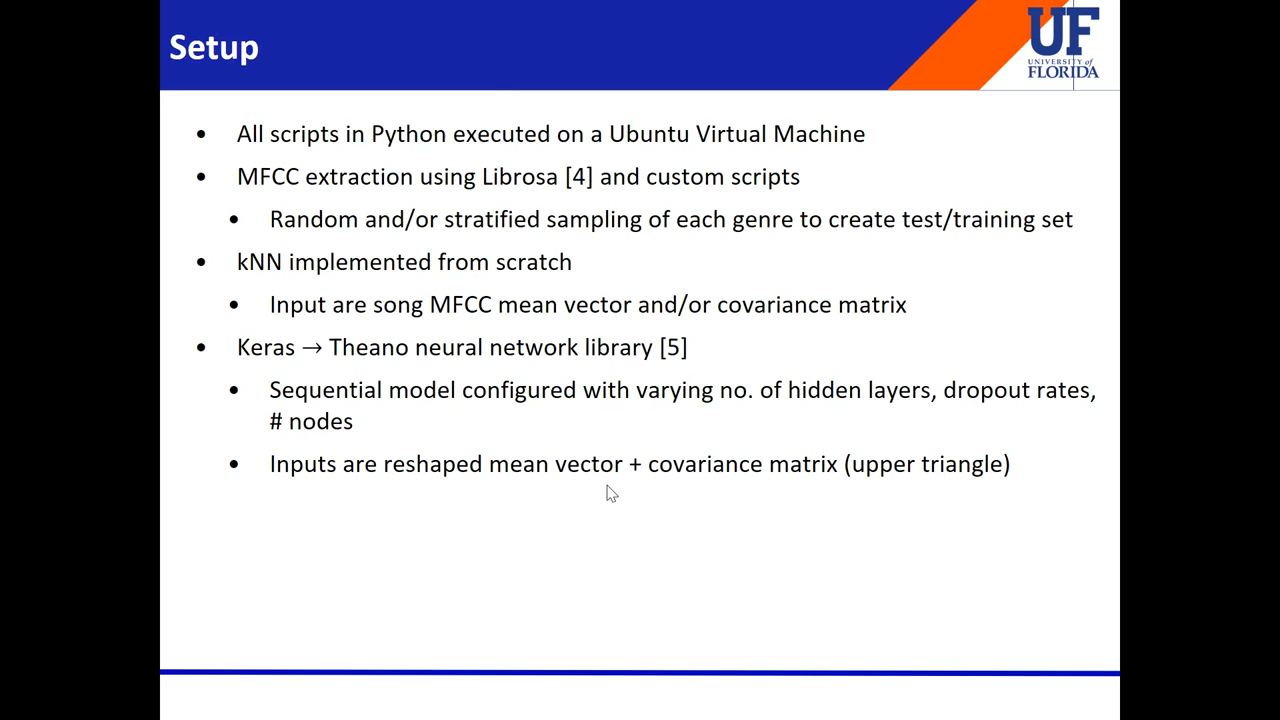 Setup
UF
UNIVERSITY of
FLORIDA
• All scripts in Python executed on a Ubuntu Virtual Machine
• MFCC extraction using Librosa [4] and custom scripts
• Random and/or stratified sampling of each genre to create test/training set
• kNN implemented from scratch
• Input are song MFCC mean vector and/or covariance matrix
• Keras → Theano neural network library [5]
• Sequential model configured with varying no. of hidden layers, dropout rates,
# nodes
• Inputs are reshaped mean vector + covariance matrix (upper triangle)